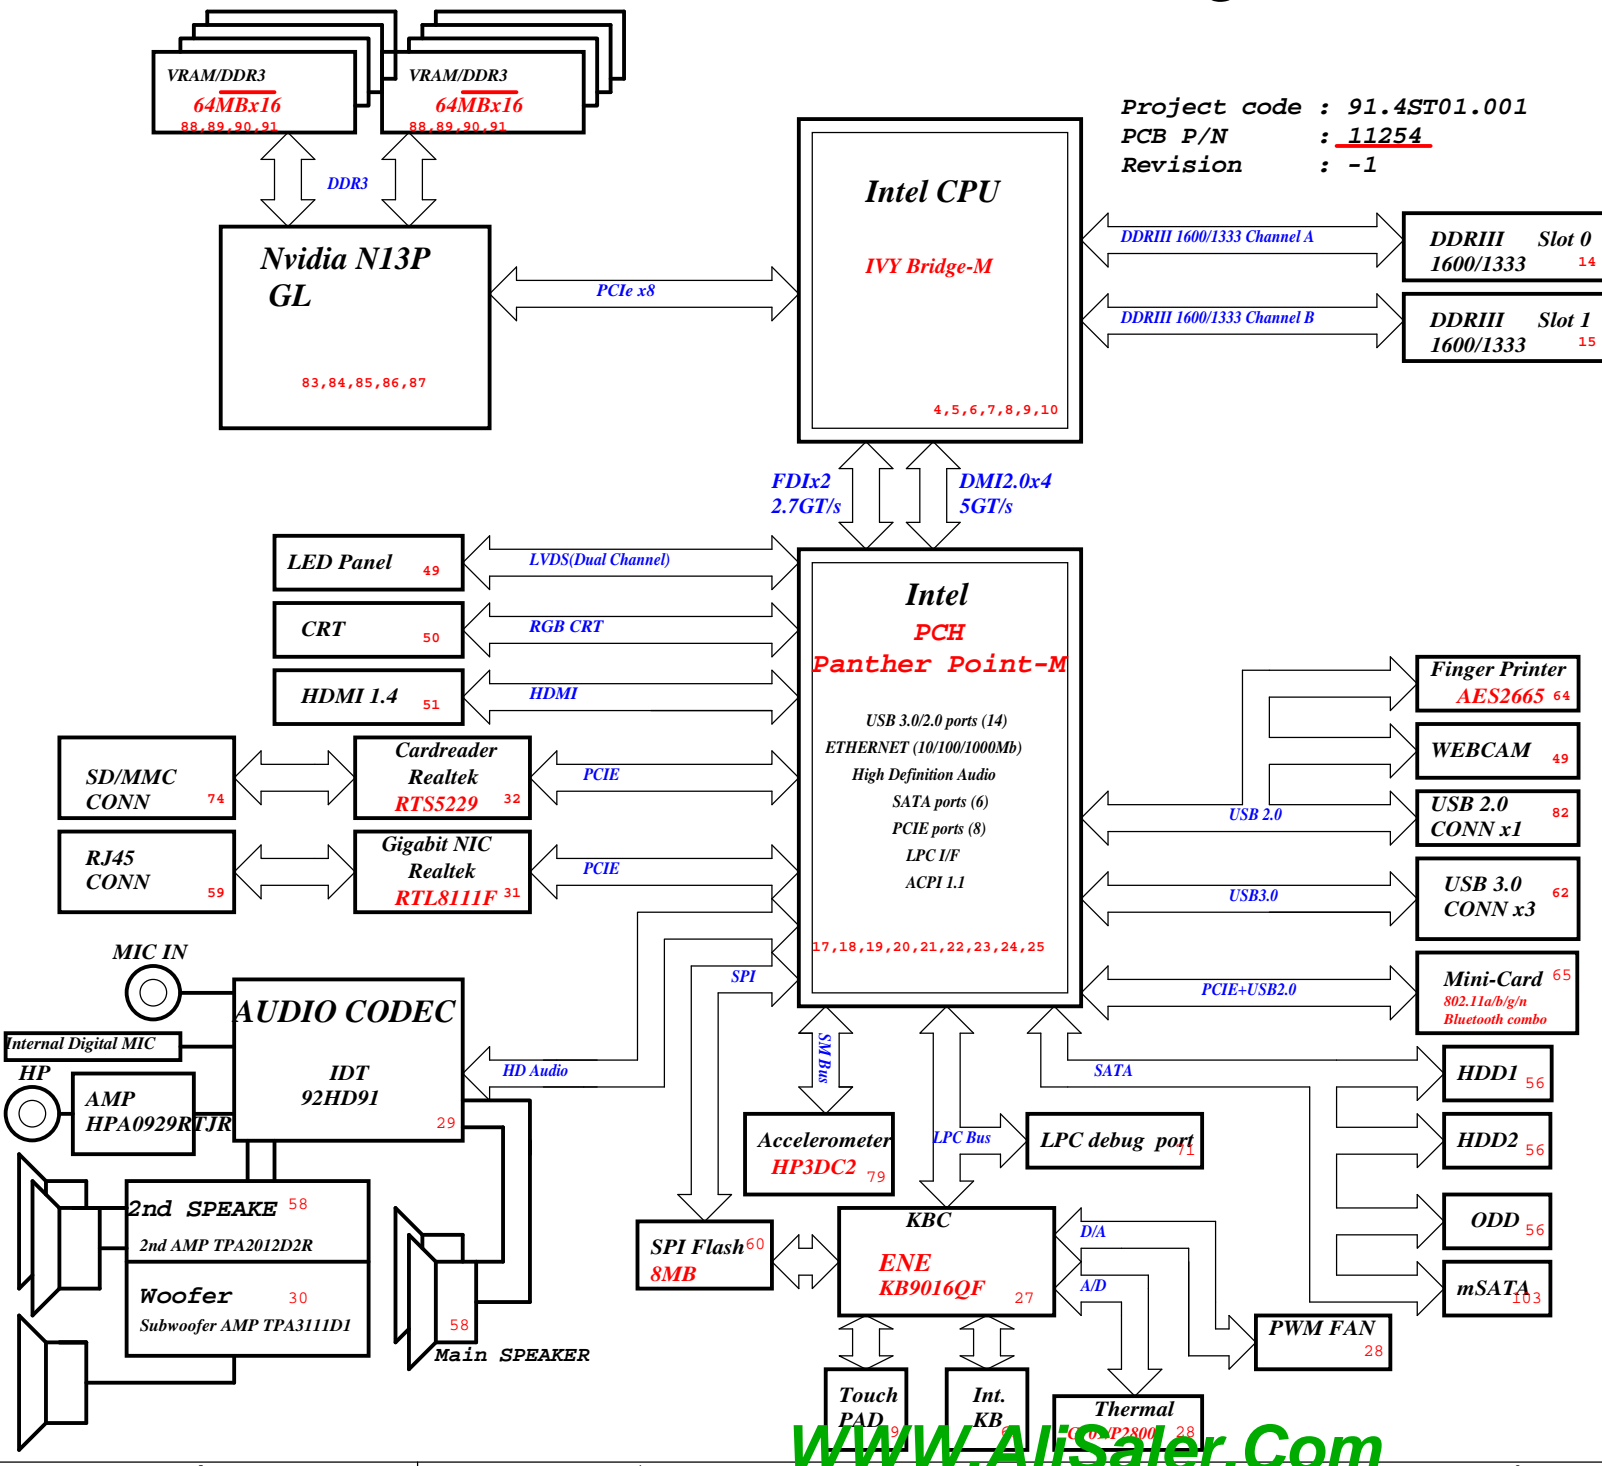 VRAM/DDR3
64MBx16
88,89,90,91
VRAM/DDR3
64MBx16
88,89,90,91
DDR3
Project code : 91.4ST01.001
PCB P/N : 11254
Revision : -1
Intel CPU
IVY Bridge-M
4,5,6,7,8,9,10
Nvidia N13P
GL
83,84,85,86,87
PCIe x8
DDRIII 1600/1333 Channel A
DDRIII Slot 0
1600/1333 14
DDRIII 1600/1333 Channel B
DDRIII Slot 1
1600/1333 15
FDIx2
2.7GT/s
DMI2.0x4
5GT/s
LED Panel 49
LVDS(Dual Channel)
CRT 50
RGB CRT
HDMI 1.4 51
HDMI
Intel
PCH
Panther Point-M
USB 3.0/2.0 ports (14)
ETHERNET (10/100/1000Mb)
High Definition Audio
SATA ports (6)
PCIE ports (8)
LPC I/F
ACPI 1.1
17,18,19,20,21,22,23,24,25
SD/MMC
CONN 74
Cardreader
Realtek
RTS5229 32
PCIE
RJ45
CONN 59
Gigabit NIC
Realtek
RTL8111F 31
PCIE
Finger Printer
AES2665 64
WEBCAM 49
USB 2.0
USB 2.0
CONN x1 82
USB3.0
USB 3.0
CONN x3 62
PCIE+USB2.0
Mini-Card 65
802.11a/b/g/n
Bluetooth combo
MIC IN
Internal Digital MIC
HP
AMP
HPA0929RTJR
AUDIO CODEC
IDT
92HD91
29
HD Audio
SPI
SM Bus
LPC Bus
SATA
HDD1 56
HDD2 56
ODD 56
mSATA 103
Accelerometer
HP3DC2 79
LPC debug port 71
2nd SPEAKE 58
2nd AMP TPA2012D2R
Woofer 30
Subwoofer AMP TPA3111D1
58
Main SPEAKER
SPI Flash 60
8MB
KBC
ENE
KB9016QF 27
D/A
A/D
PWM FAN
28
Touch
PAD
Int.
KB
Thermal
28
WWW.AliSaler.Com